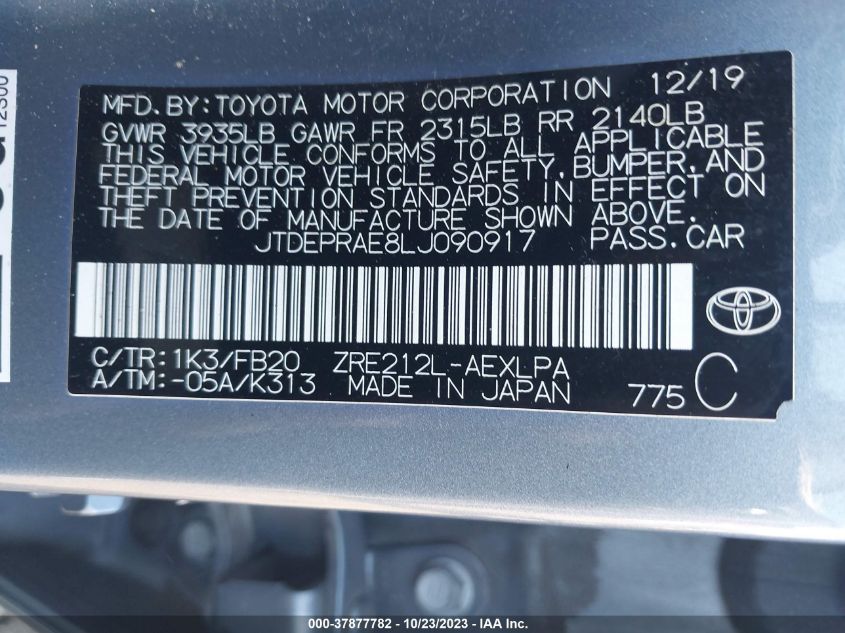 12300
MFD. BY: TOYOTA MOTOR CORPORATION 12/19
GVWR 3935LB GAWR FR 2315LB RR 2140LB
THIS VEHICLE CONFORMS TO ALL APPLICABLE
FEDERAL MOTOR VEHICLE SAFETY, BUMPER, AND
THEFT PREVENTION STANDARDS IN EFFECT ON
THE DATE OF MANUFACTURE SHOWN ABOVE.
JTDEPRAE8LJ090917 PASS. CAR
C/TR: 1K3/FB20 ZRE212L-AEXLPA
A/TM: -05A/K313 MADE IN JAPAN 775 C
000-37877782 - 10/23/2023 - IAAI Inc.